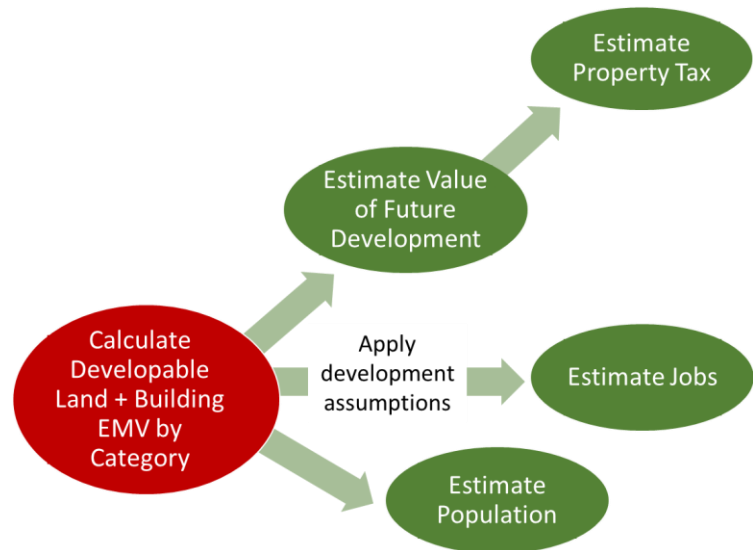 Estimate
Property Tax
Estimate Value
of Future
Development
Calculate
Developable
Land + Building
EMV by
Category
Apply
development
assumptions
Estimate Jobs
Estimate
Population